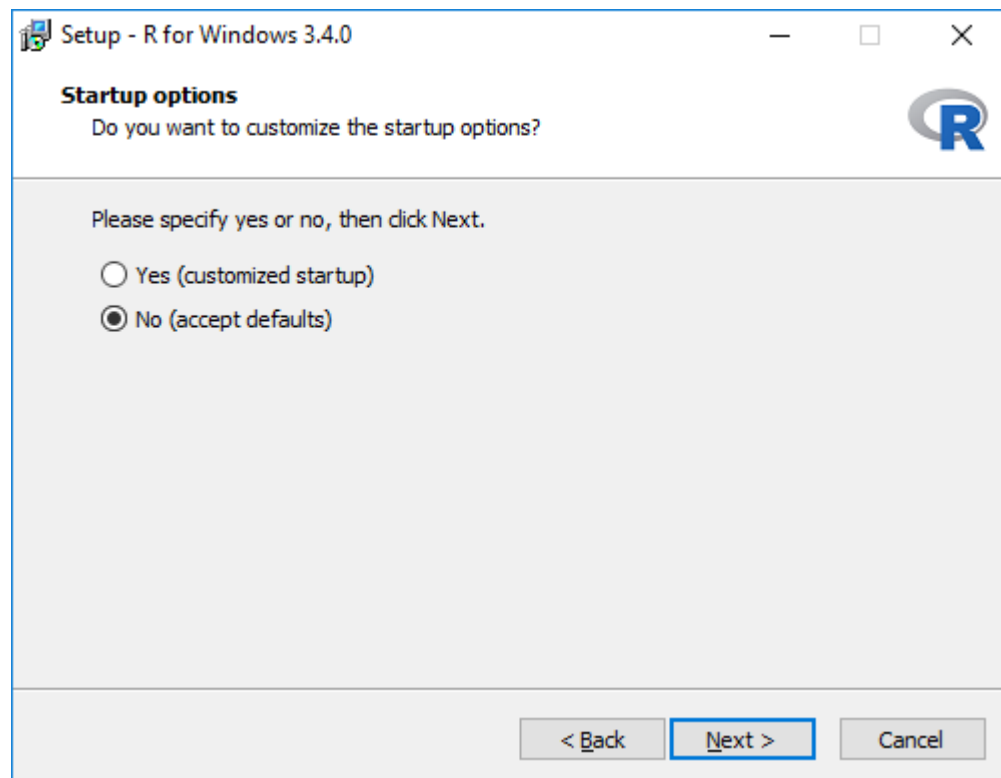 Setup - R for Windows 3.4.0
Startup options
Do you want to customize the startup options?
R
Please specify yes or no, then click Next.
Yes (customized startup)
No (accept defaults)
< Back
Next >
Cancel